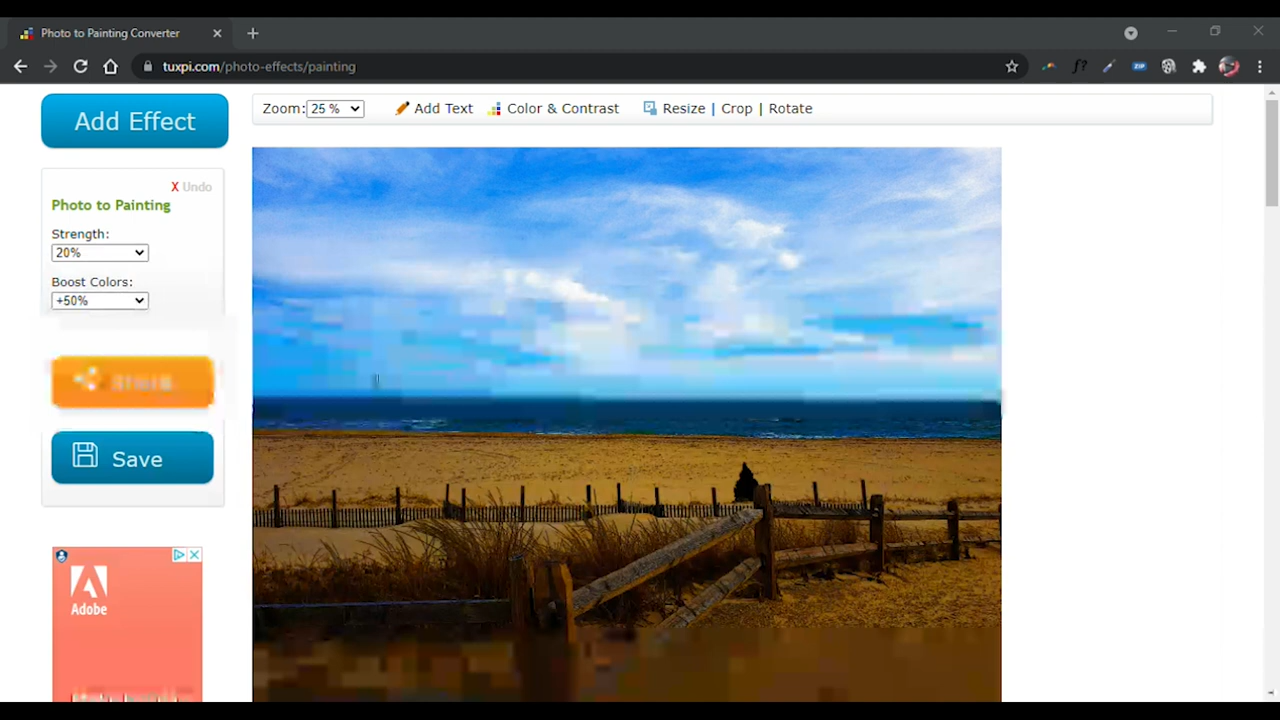 Photo to Painting Converter
tuxpi.com/photo-effects/painting
Add Effect
Zoom: 25 % Add Text Color & Contrast Resize | Crop | Rotate
X Undo
Photo to Painting
Strength:
20%
Boost Colors:
+50%
Save
Adobe